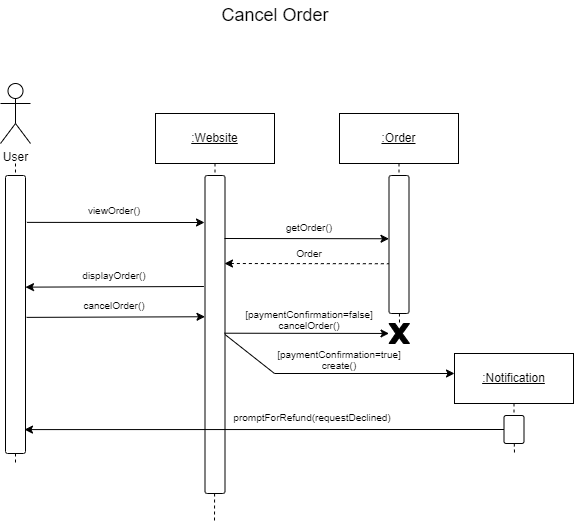 Cancel Order
User
:Website
:Order
viewOrder()
getOrder()
Order
displayOrder()
cancelOrder()
[paymentConfirmation=false]
cancelOrder()
[paymentConfirmation=true]
create()
:Notification
promptForRefund(requestDeclined)